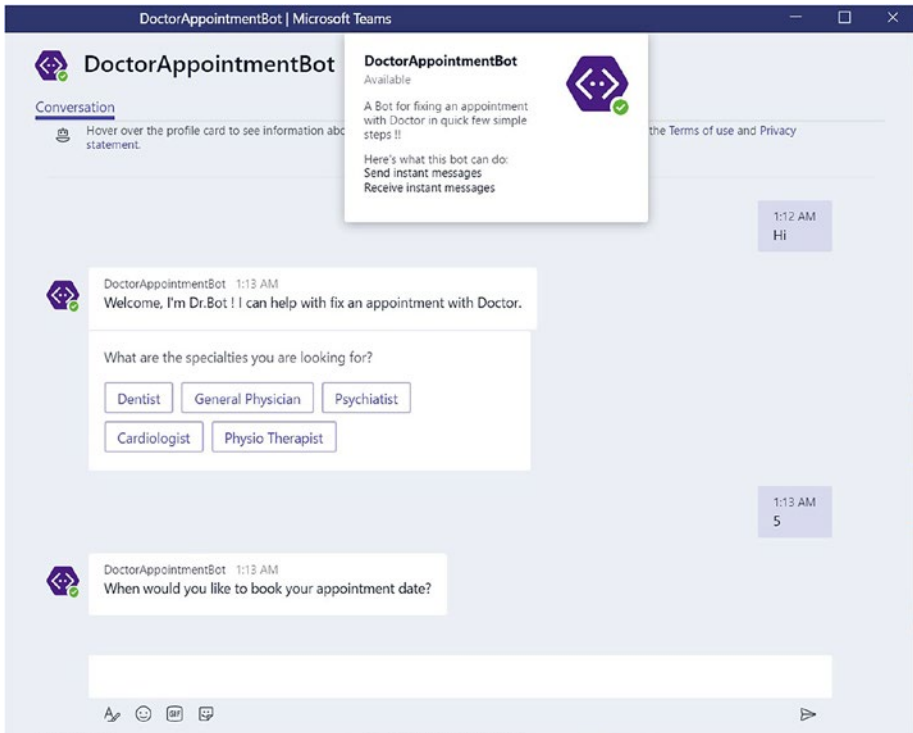 DoctorAppointmentBot | Microsoft Teams
DoctorAppointmentBot
Conversation
DoctorAppointmentBot
Available
A Bot for fixing an appointment
with Doctor in quick few simple
steps !!
Here's what this bot can do:
Send instant messages
Receive instant messages
Hover over the profile card to see information
the Terms of use and Privacy
statement.
1:12 AM
Hi
DoctorAppointmentBot 1:13 AM
Welcome, I'm Dr.Bot ! I can help with fix an appointment with Doctor.
What are the specialties you are looking for?
Dentist General Physician Psychiatist
Cardiologist Physio Therapist
1:13 AM
5
DoctorAppointmentBot 1:13 AM
When would you like to book your appointment date?
GIF